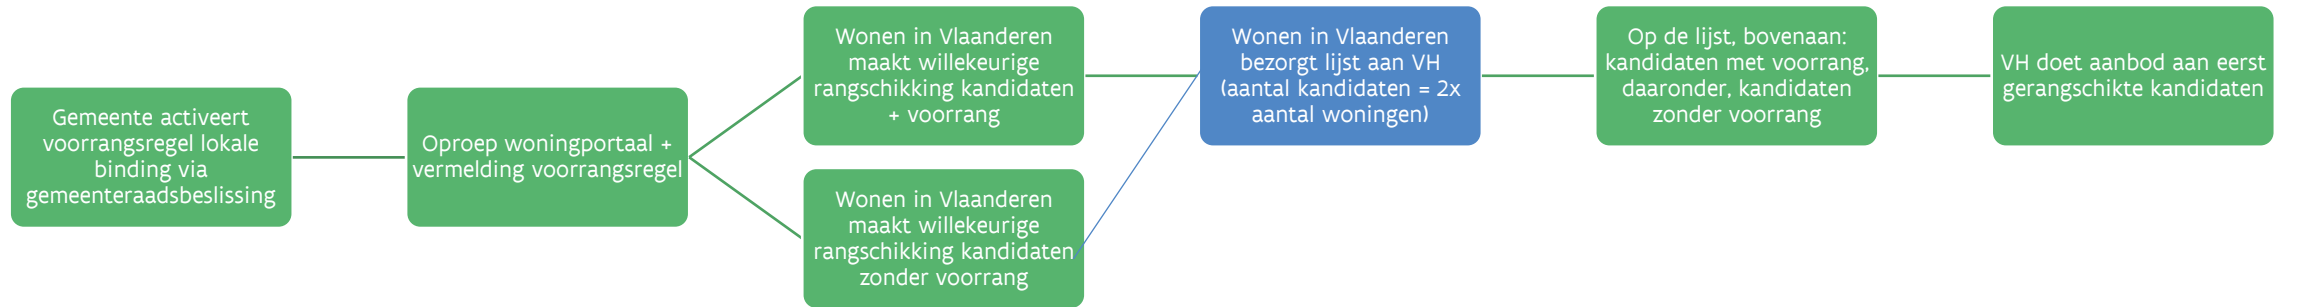 Gemeente activeert
voorrangsregel lokale
binding via
gemeenteraadsbeslissing
Oproep woningportaal +
vermelding voorrangsregel
Wonen in Vlaanderen
maakt willekeurige
rangschikking kandidaten
+ voorrang
Wonen in Vlaanderen
maakt willekeurige
rangschikking kandidaten
zonder voorrang
Wonen in Vlaanderen
bezorgt lijst aan VH
(aantal kandidaten = 2x
aantal woningen)
Op de lijst, bovenaan:
kandidaten met voorrang,
daaronder, kandidaten
zonder voorrang
VH doet aanbod aan eerst
gerangschikte kandidaten